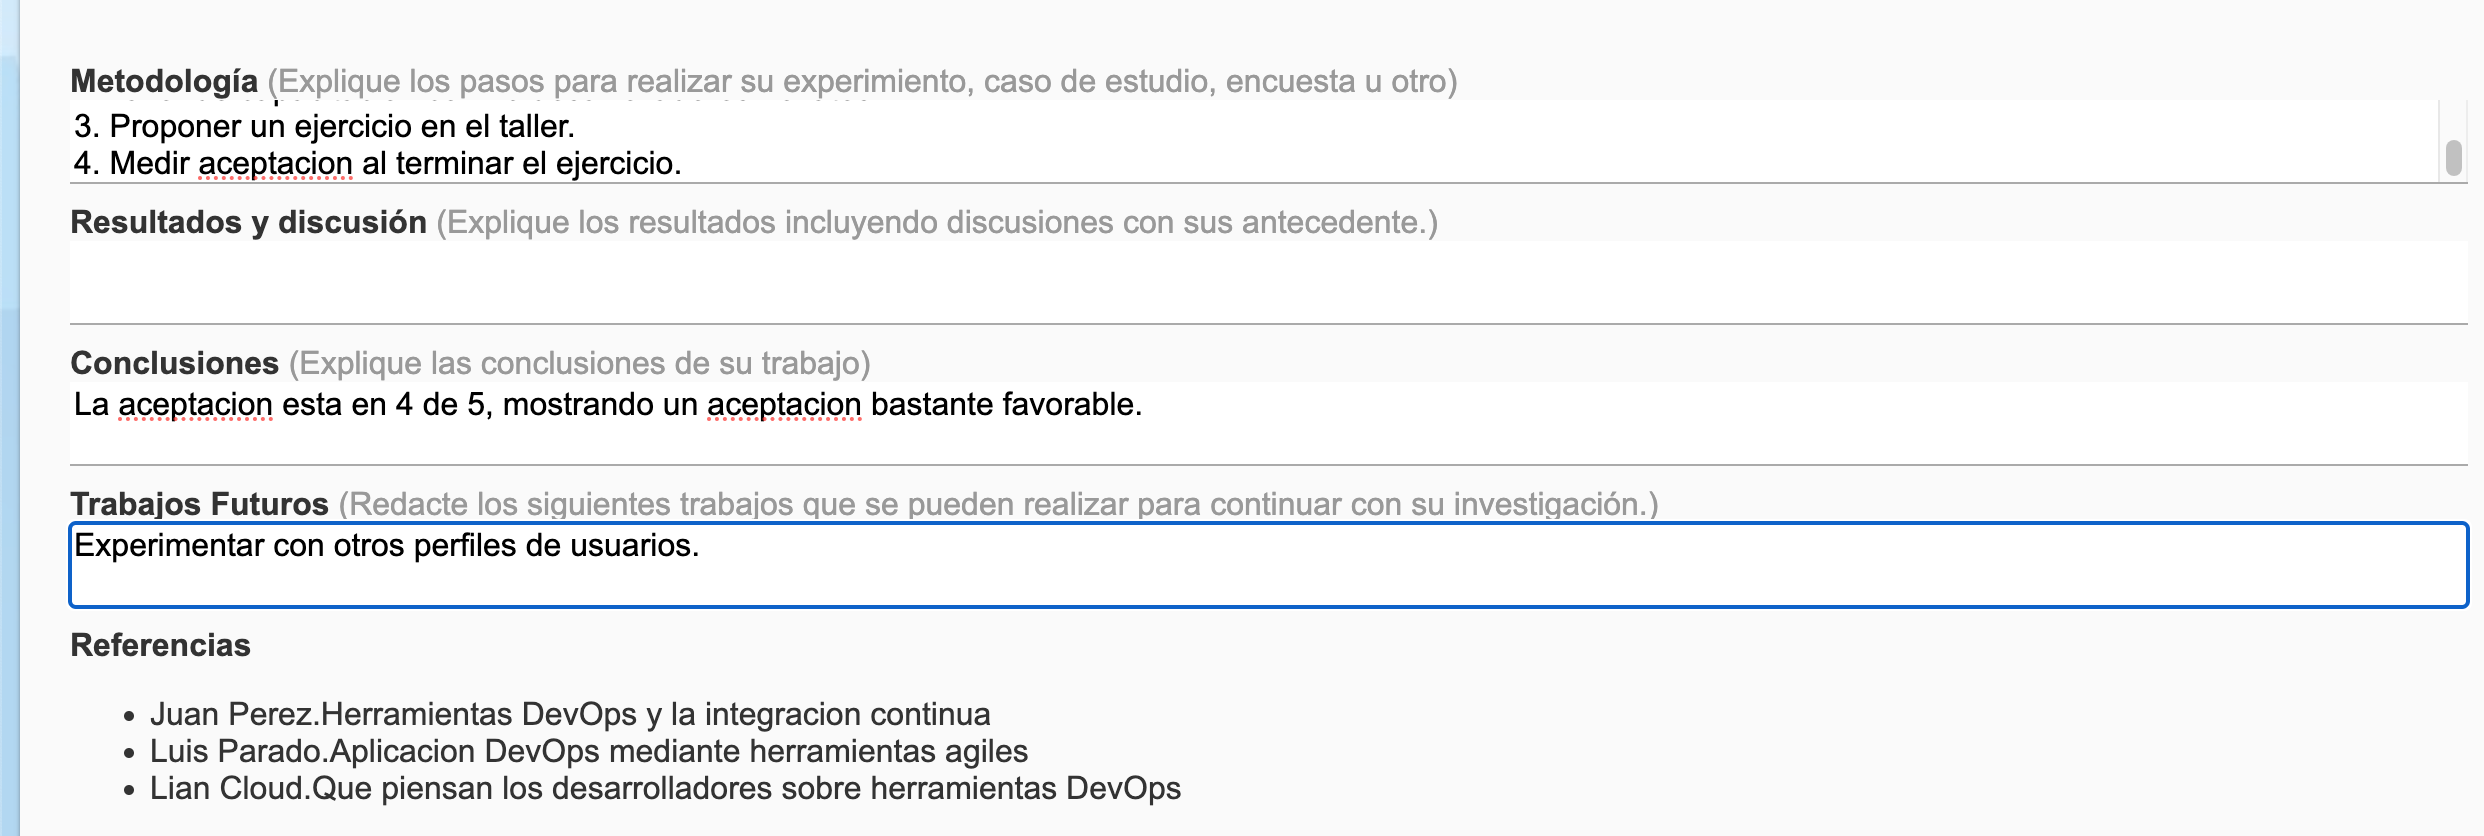 Metodología (Explique los pasos para realizar su experimiento, caso de estudio, encuesta u otro)
3. Proponer un ejercicio en el taller.
4. Medir aceptacion al terminar el ejercicio.
Resultados y discusión (Explique los resultados incluyendo discusiones con sus antecedente.)
Conclusiones (Explique las conclusiones de su trabajo)
La aceptacion esta en 4 de 5, mostrando un aceptacion bastante favorable.
Trabajos Futuros (Redacte los siguientes trabajos que se pueden realizar para continuar con su investigación.)
Experimentar con otros perfiles de usuarios.
Referencias
• Juan Perez.Herramientas DevOps y la integracion continua
• Luis Parado.Aplicacion DevOps mediante herramientas agiles
• Lian Cloud.Que piensan los desarrolladores sobre herramientas DevOps